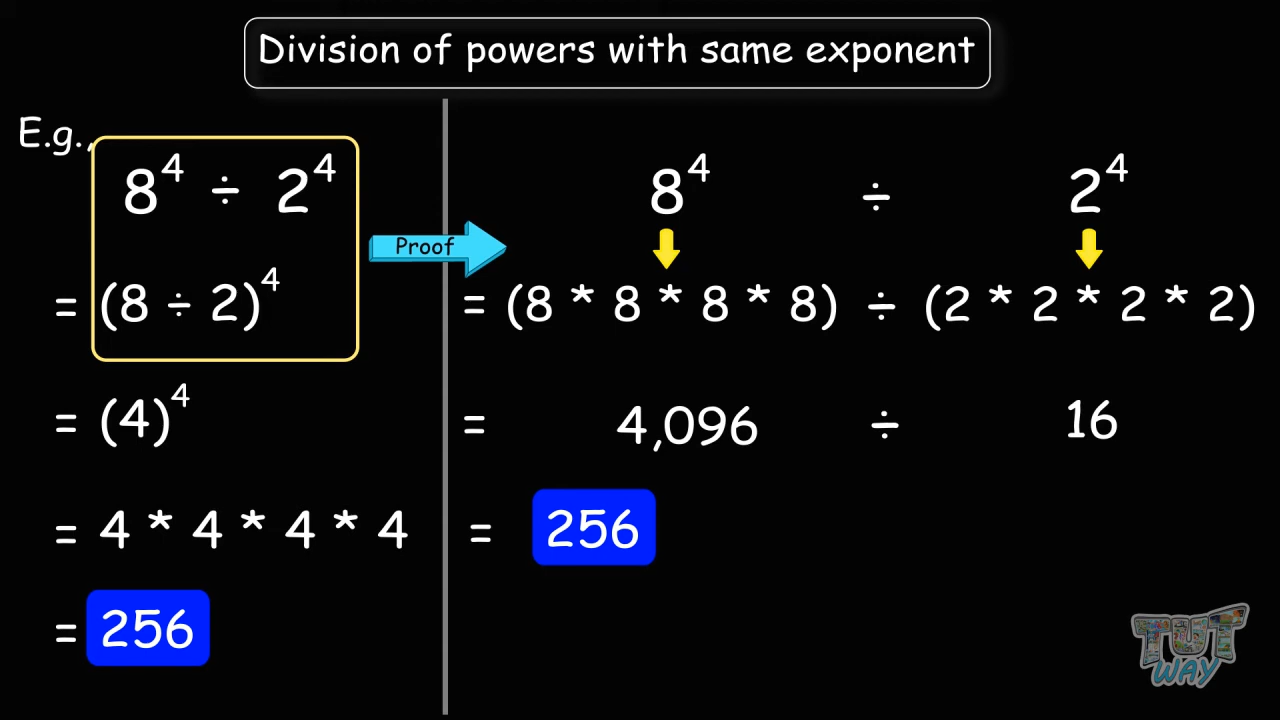 Division of powers with same exponent
E.g.,
8⁴ ÷ 2⁴
= (8 ÷ 2)⁴
= (4)⁴
= 4 * 4 * 4 * 4
= 256
Proof
8⁴ ÷ 2⁴
= (8 * 8 * 8 * 8) ÷ (2 * 2 * 2 * 2)
= 4,096 ÷ 16
= 256
TUT
WAY